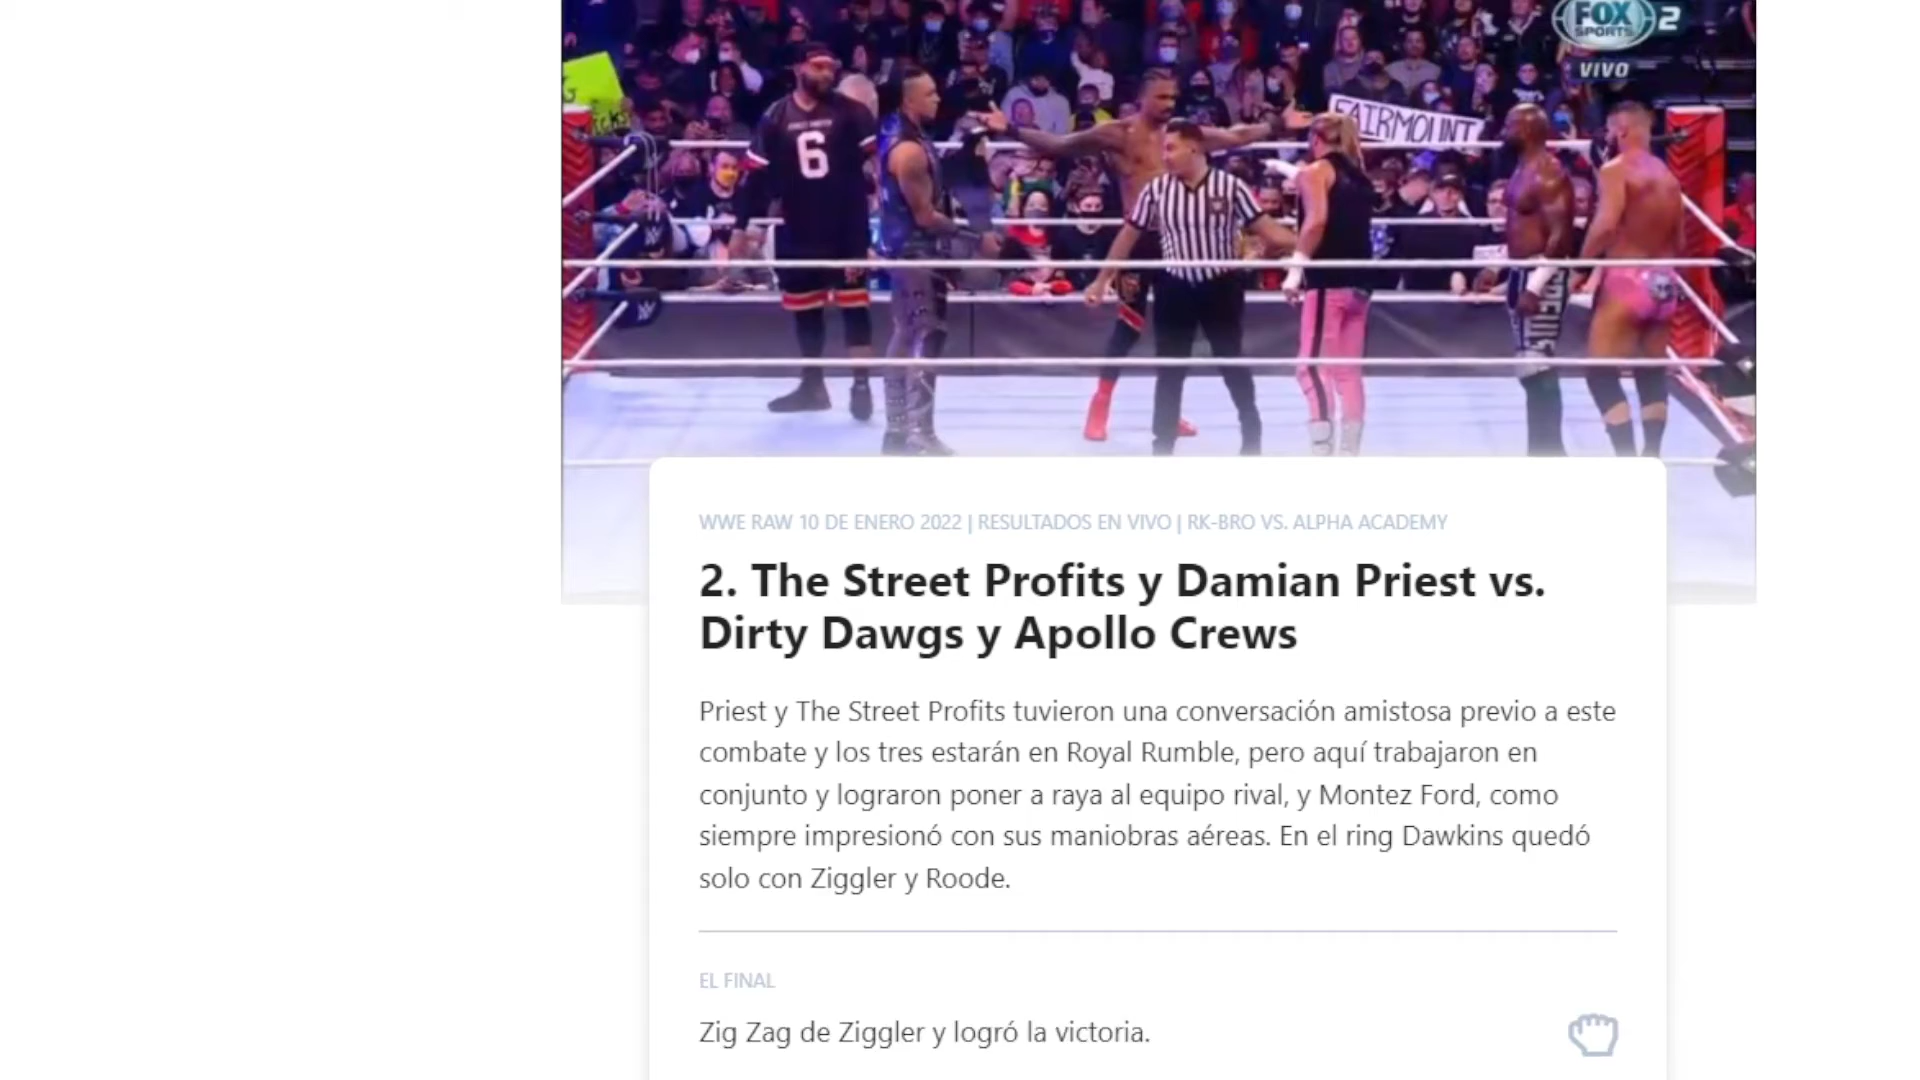 FOX
SPORTS 2
VIVO
FAIRMOUNT
6
WWE RAW 10 DE ENERO 2022 | RESULTADOS EN VIVO | RK-BRO VS. ALPHA ACADEMY
2. The Street Profits y Damian Priest vs.
Dirty Dawgs y Apollo Crews
Priest y The Street Profits tuvieron una conversación amistosa previo a este
combate y los tres estarán en Royal Rumble, pero aquí trabajaron en
conjunto y lograron poner a raya al equipo rival, y Montez Ford, como
siempre impresionó con sus maniobras aéreas. En el ring Dawkins quedó
solo con Ziggler y Roode.
EL FINAL
Zig Zag de Ziggler y logró la victoria.